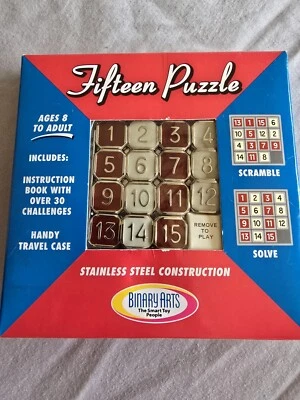 Fifteen Puzzle
AGES 8
TO ADULT
INCLUDES:
INSTRUCTION
BOOK WITH
OVER 30
CHALLENGES
HANDY
TRAVEL CASE
1 2 3 4
5 6 7 8
9 10 11 12
13 14 15 REMOVE
TO
PLAY
13 1 15 6
10 5 12 2
4 3 7 9
14 11 8
SCRAMBLE
1 2 3 4
5 6 7 8
9 10 11 12
13 14 15
SOLVE
STAINLESS STEEL CONSTRUCTION
BINARY ARTS
The Smart Toy
People